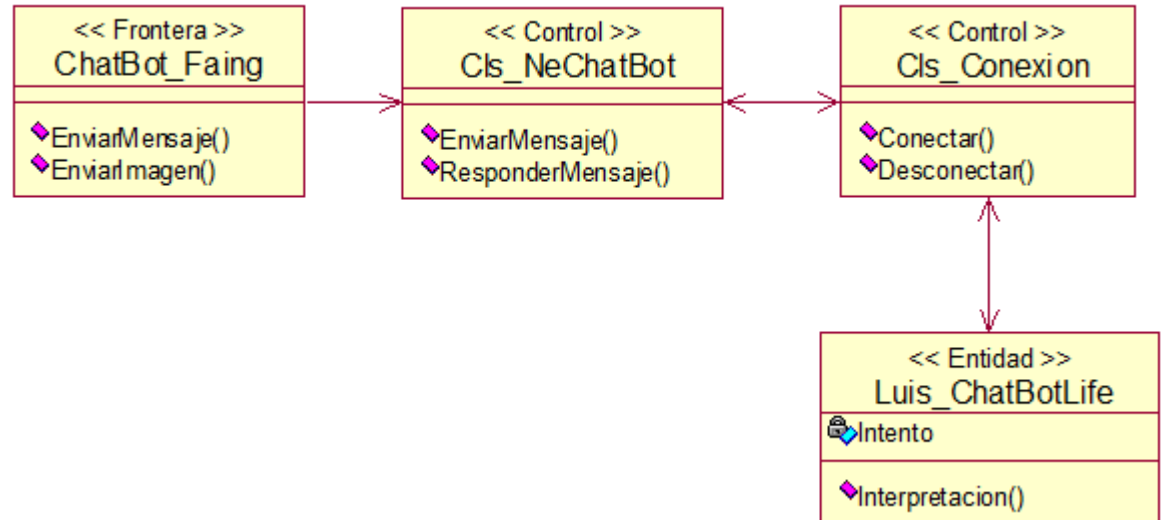 << Frontera >>
ChatBot_Faing
EnviarMensaje()
EnviarImagen()
<< Control >>
Cls_NeChatBot
EnviarMensaje()
ResponderMensaje()
<< Control >>
Cls_Conexion
Conectar()
Desconectar()
<< Entidad >>
Luis_ChatBotLife
Intento
Interpretacion()